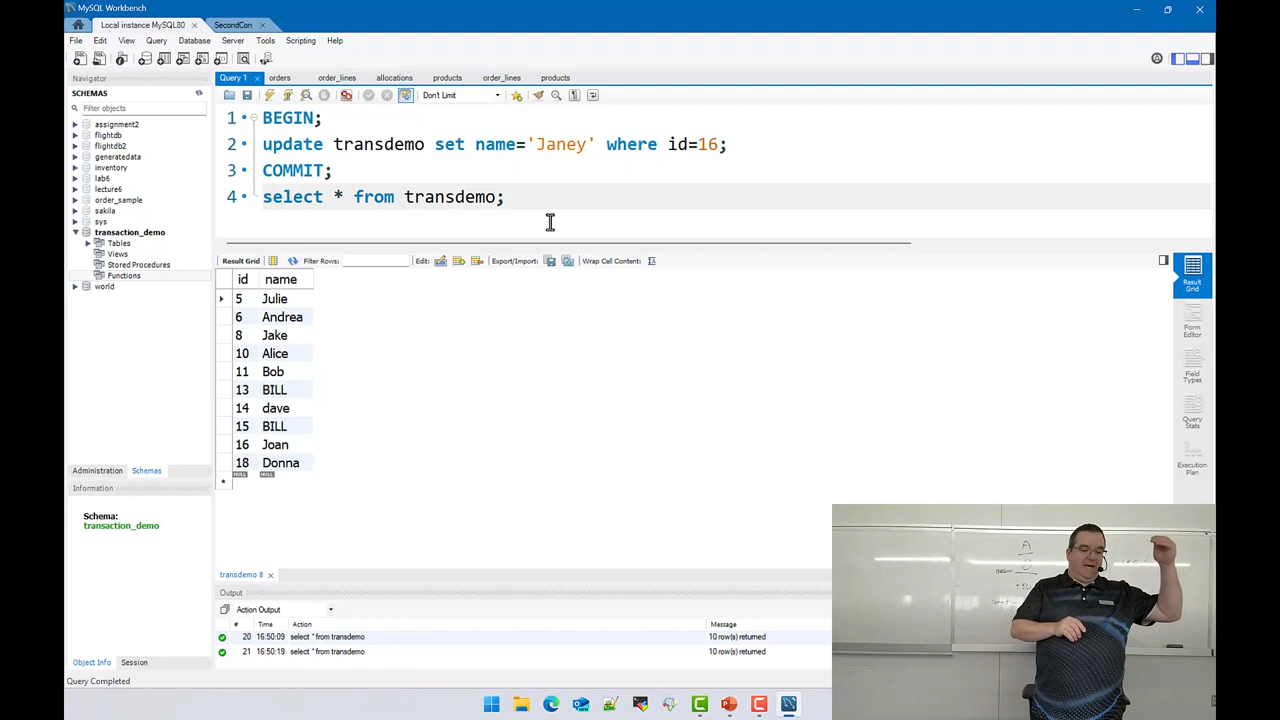 MySQL Workbench
Local instance MySQL80 × SecondCon ×
File Edit View Query Database Server Tools Scripting Help
Navigator
SCHEMAS
Filter objects
assignment2
flightdb
flightdb2
generatedata
inventory
lab6
lecture6
order_sample
sakila
sys
transaction_demo
Tables
Views
Stored Procedures
Functions
world
Administration Schemas
Information
Schema:
transaction_demo
Object Info Session
Query Completed
Query 1 × orders order_lines allocations products order_lines products
Don't Limit
1 BEGIN;
2 update transdemo set name='Janey' where id=16;
3 COMMIT;
4 select * from transdemo;
Result Grid Filter Rows: Edit: Export/Import: Wrap Cell Content:
id name
5 Julie
6 Andrea
8 Jake
10 Alice
11 Bob
13 BILL
14 dave
15 BILL
16 Joan
18 Donna
NULL NULL
Result Grid
Form Editor
Field Types
Query Stats
Execution Plan
transdemo 8 ×
Output
Action Output
# Time Action Message
20 16:50:09 select * from transdemo 10 row(s) returned
21 16:50:19 select * from transdemo 10 row(s) returned
A
BEGIN